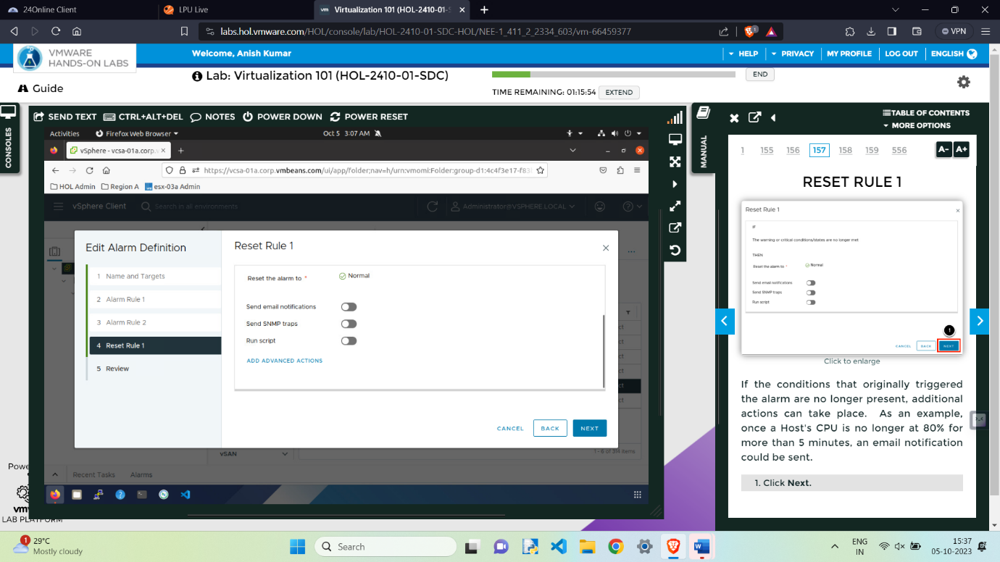 24Online Client
LPU Live
vm Virtualization 101 (HOL-2410-01-S
labs.hol.vmware.com/HOL/console/lab/HOL-2410-01-SDC-HOL/NEE-1_411_2_2334_603/vm-66459377
1
VPN
VMWARE
HANDS-ON LABS
Welcome, Anish Kumar
HELP
PRIVACY
MY PROFILE
LOG OUT
ENGLISH
Lab: Virtualization 101 (HOL-2410-01-SDC)
END
Guide
TIME REMAINING: 01:15:54
EXTEND
CONSOLES
SEND TEXT
CTRL+ALT+DEL
NOTES
POWER DOWN
POWER RESET
Activities
Firefox Web Browser
Oct 5 3:07 AM
vSphere - vcsa-01a.corp.v
https://vcsa-01a.corp.vmbeans.com/ui/app/folder;nav=h/urn:vmomi:Folder:group-d1:4c4f3e17-f83
HOL Admin
Region A
esx-03a Admin
vSphere Client
Search in all environments
Administrator@VSPHERE.LOCAL
Edit Alarm Definition
1 Name and Targets
2 Alarm Rule 1
3 Alarm Rule 2
4 Reset Rule 1
5 Review
Reset Rule 1
Reset the alarm to *
Normal
Send email notifications
Send SNMP traps
Run script
ADD ADVANCED ACTIONS
CANCEL
BACK
NEXT
ct
ct
ct
ct
ct
ct
vSAN
1 - 6 of 314 items
Recent Tasks
Alarms
Powe
vmw
LAB PLATFORM
MANUAL
TABLE OF CONTENTS
MORE OPTIONS
1 155 156 157 158 159 556
A- A+
RESET RULE 1
Reset Rule 1
IF
The warning or critical conditions/states are no longer met
THEN
Reset the alarm to *
Normal
Send email notifications
Send SNMP traps
Run script
1
CANCEL
BACK
NEXT
Click to enlarge
If the conditions that originally triggered
the alarm are no longer present, additional
actions can take place. As an example,
once a Host's CPU is no longer at 80% for
more than 5 minutes, an email notification
could be sent.
1. Click Next.
1
29°C
Mostly cloudy
Search
ENG
IN
15:37
05-10-2023